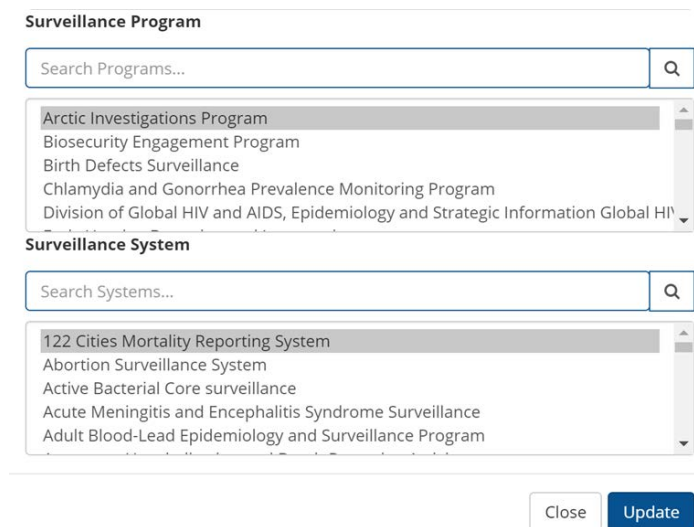 Surveillance Program
Search Programs...
Arctic Investigations Program
Biosecurity Engagement Program
Birth Defects Surveillance
Chlamydia and Gonorrhea Prevalence Monitoring Program
Division of Global HIV and AIDS, Epidemiology and Strategic Information Global HIV
Surveillance System
Search Systems...
122 Cities Mortality Reporting System
Abortion Surveillance System
Active Bacterial Core surveillance
Acute Meningitis and Encephalitis Syndrome Surveillance
Adult Blood-Lead Epidemiology and Surveillance Program
Close Update